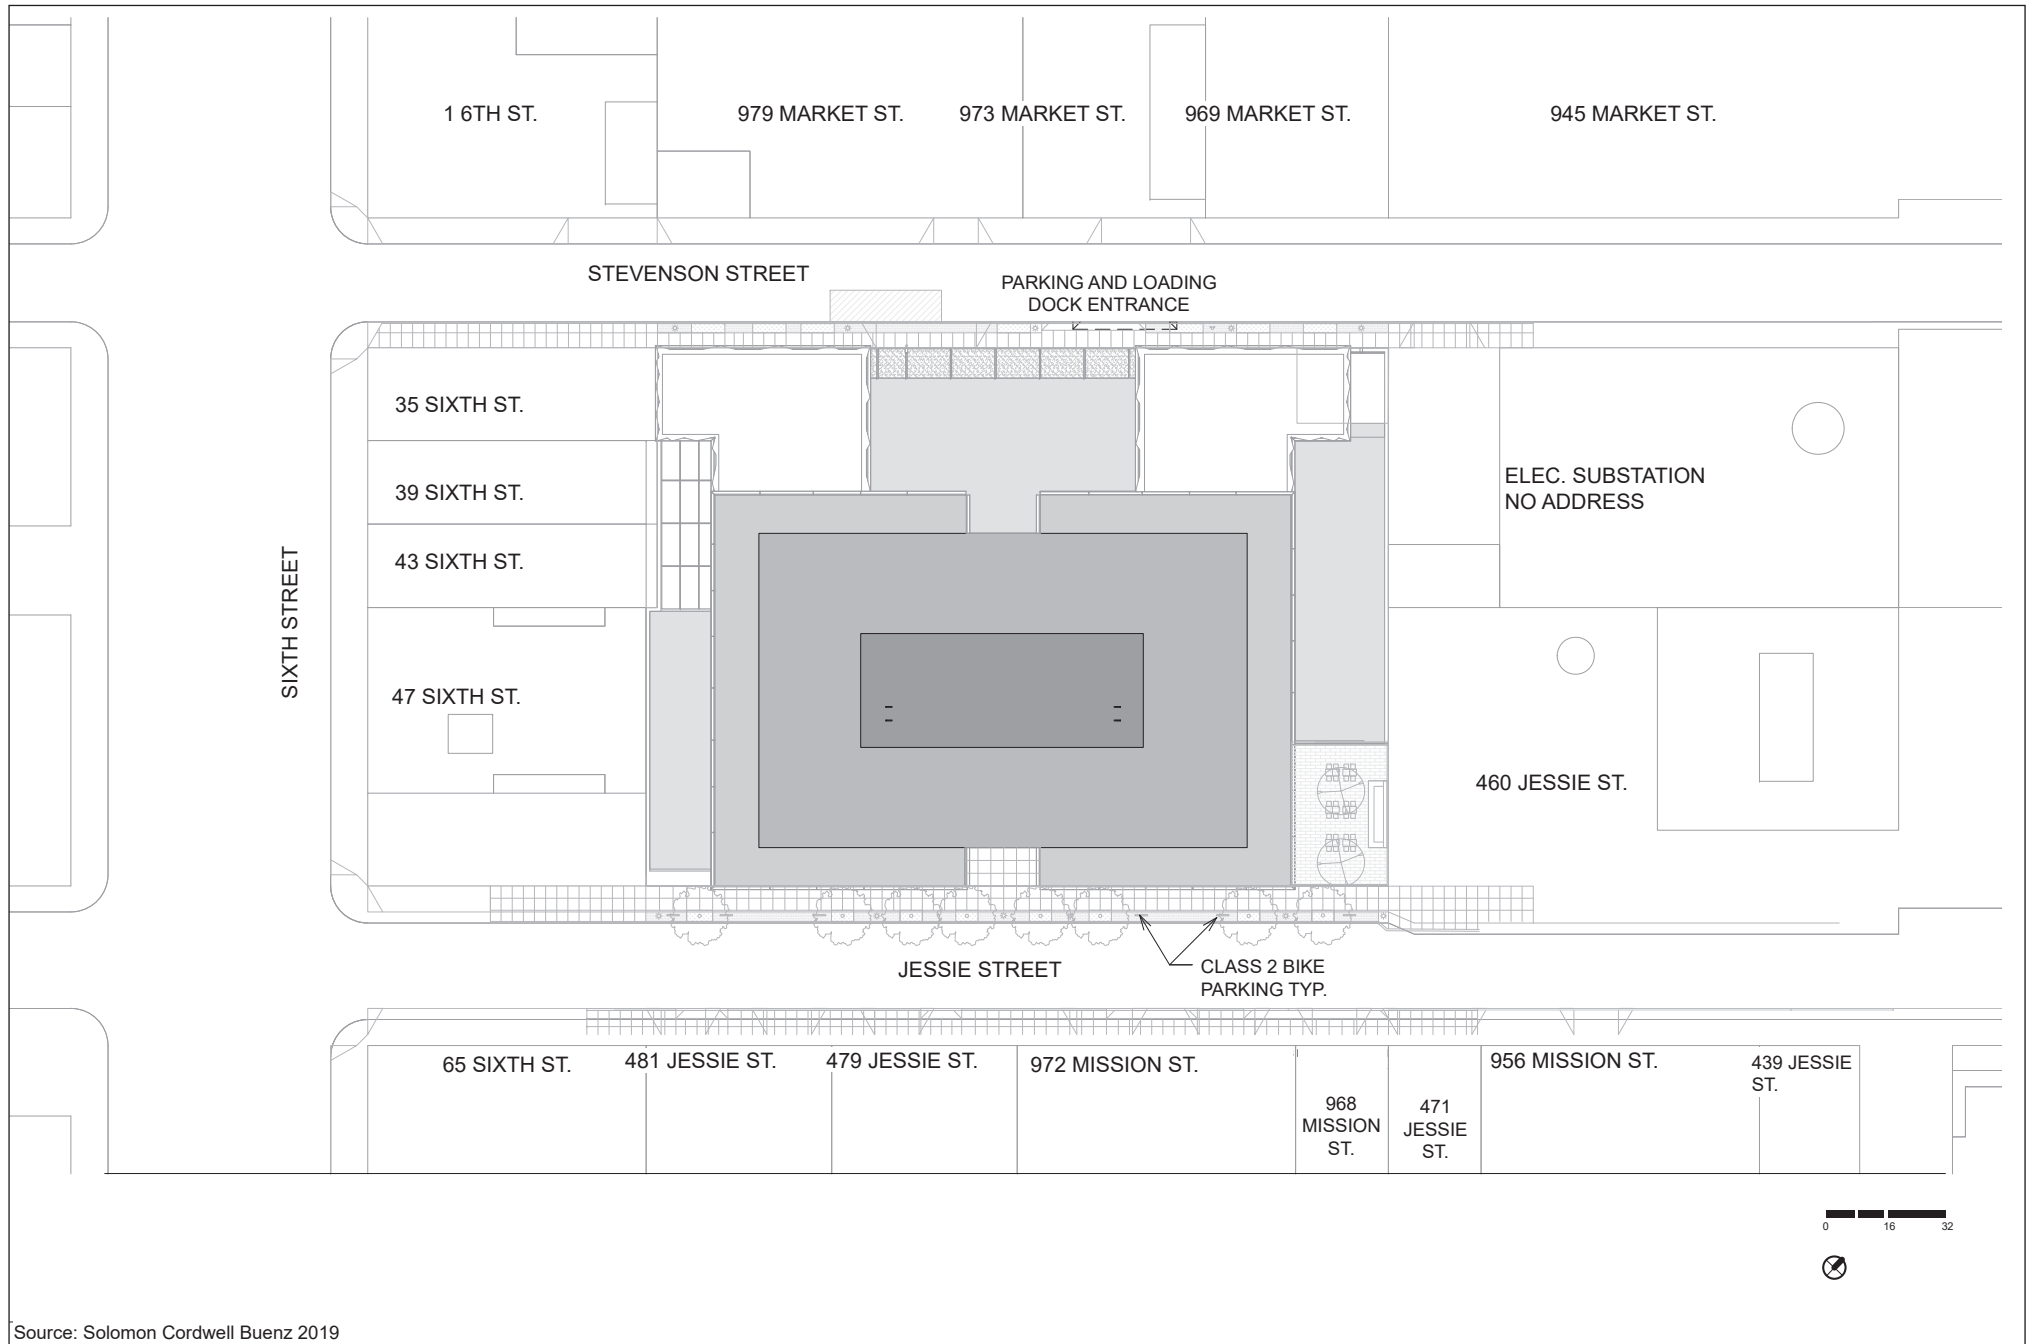 1 6TH ST.
979 MARKET ST.
973 MARKET ST.
969 MARKET ST.
945 MARKET ST.
STEVENSON STREET
PARKING AND LOADING
DOCK ENTRANCE
35 SIXTH ST.
39 SIXTH ST.
43 SIXTH ST.
47 SIXTH ST.
SIXTH STREET
ELEC. SUBSTATION
NO ADDRESS
460 JESSIE ST.
JESSIE STREET
CLASS 2 BIKE
PARKING TYP.
65 SIXTH ST.
481 JESSIE ST.
479 JESSIE ST.
972 MISSION ST.
968
MISSION
ST.
471
JESSIE
ST.
956 MISSION ST.
439 JESSIE
ST.
0 16 32
Source: Solomon Cordwell Buenz 2019